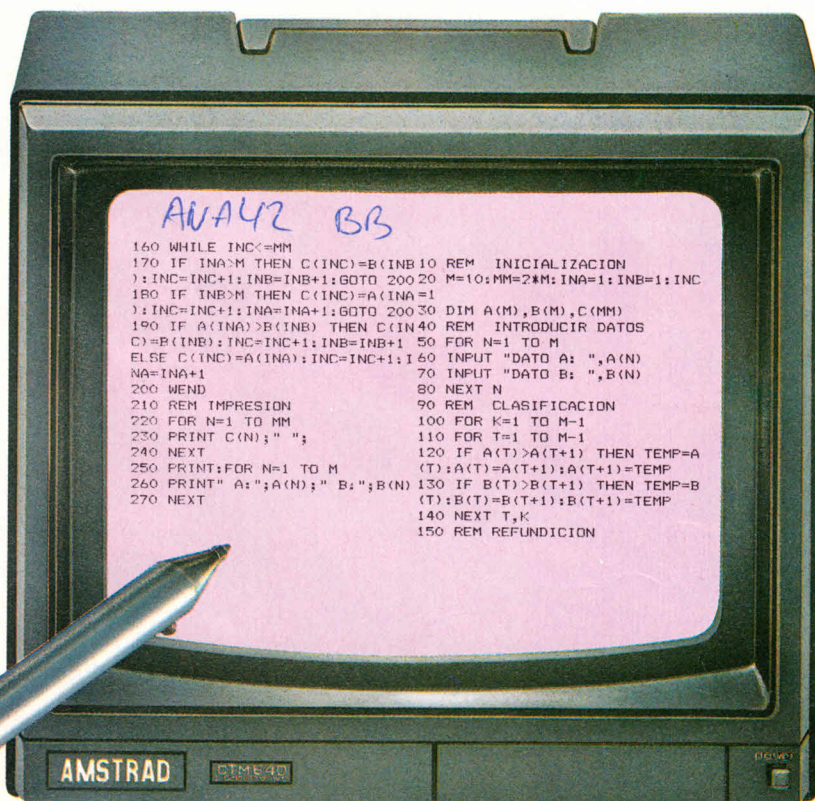 ANA42 BB
160 WHILE INC<=MM
170 IF INA>M THEN C(INC)=B(INB
):INC=INC+1:INB=INB+1:GOTO 200
180 IF INB>M THEN C(INC)=A(INA
):INC=INC+1:INA=INA+1:GOTO 200
190 IF A(INA)>B(INB) THEN C(IN
C)=B(INB):INC=INC+1:INB=INB+1
ELSE C(INC)=A(INA):INC=INC+1:I
NA=INA+1
200 WEND
210 REM IMPRESION
220 FOR N=1 TO MM
230 PRINT C(N);" ";
240 NEXT
250 PRINT:FOR N=1 TO M
260 PRINT" A:";A(N);" B:";B(N)
270 NEXT
10 REM INICIALIZACION
20 M=10:MM=2*M:INA=1:INB=1:INC
=1
30 DIM A(M),B(M),C(MM)
40 REM INTRODUCIR DATOS
50 FOR N=1 TO M
60 INPUT "DATO A: ",A(N)
70 INPUT "DATO B: ",B(N)
80 NEXT N
90 REM CLASIFICACION
100 FOR K=1 TO M-1
110 FOR T=1 TO M-1
120 IF A(T)>A(T+1) THEN TEMP=A
(T):A(T)=A(T+1):A(T+1)=TEMP
130 IF B(T)>B(T+1) THEN TEMP=B
(T):B(T)=B(T+1):B(T+1)=TEMP
140 NEXT T,K
150 REM REFUNDICION
AMSTRAD
CTM640
power